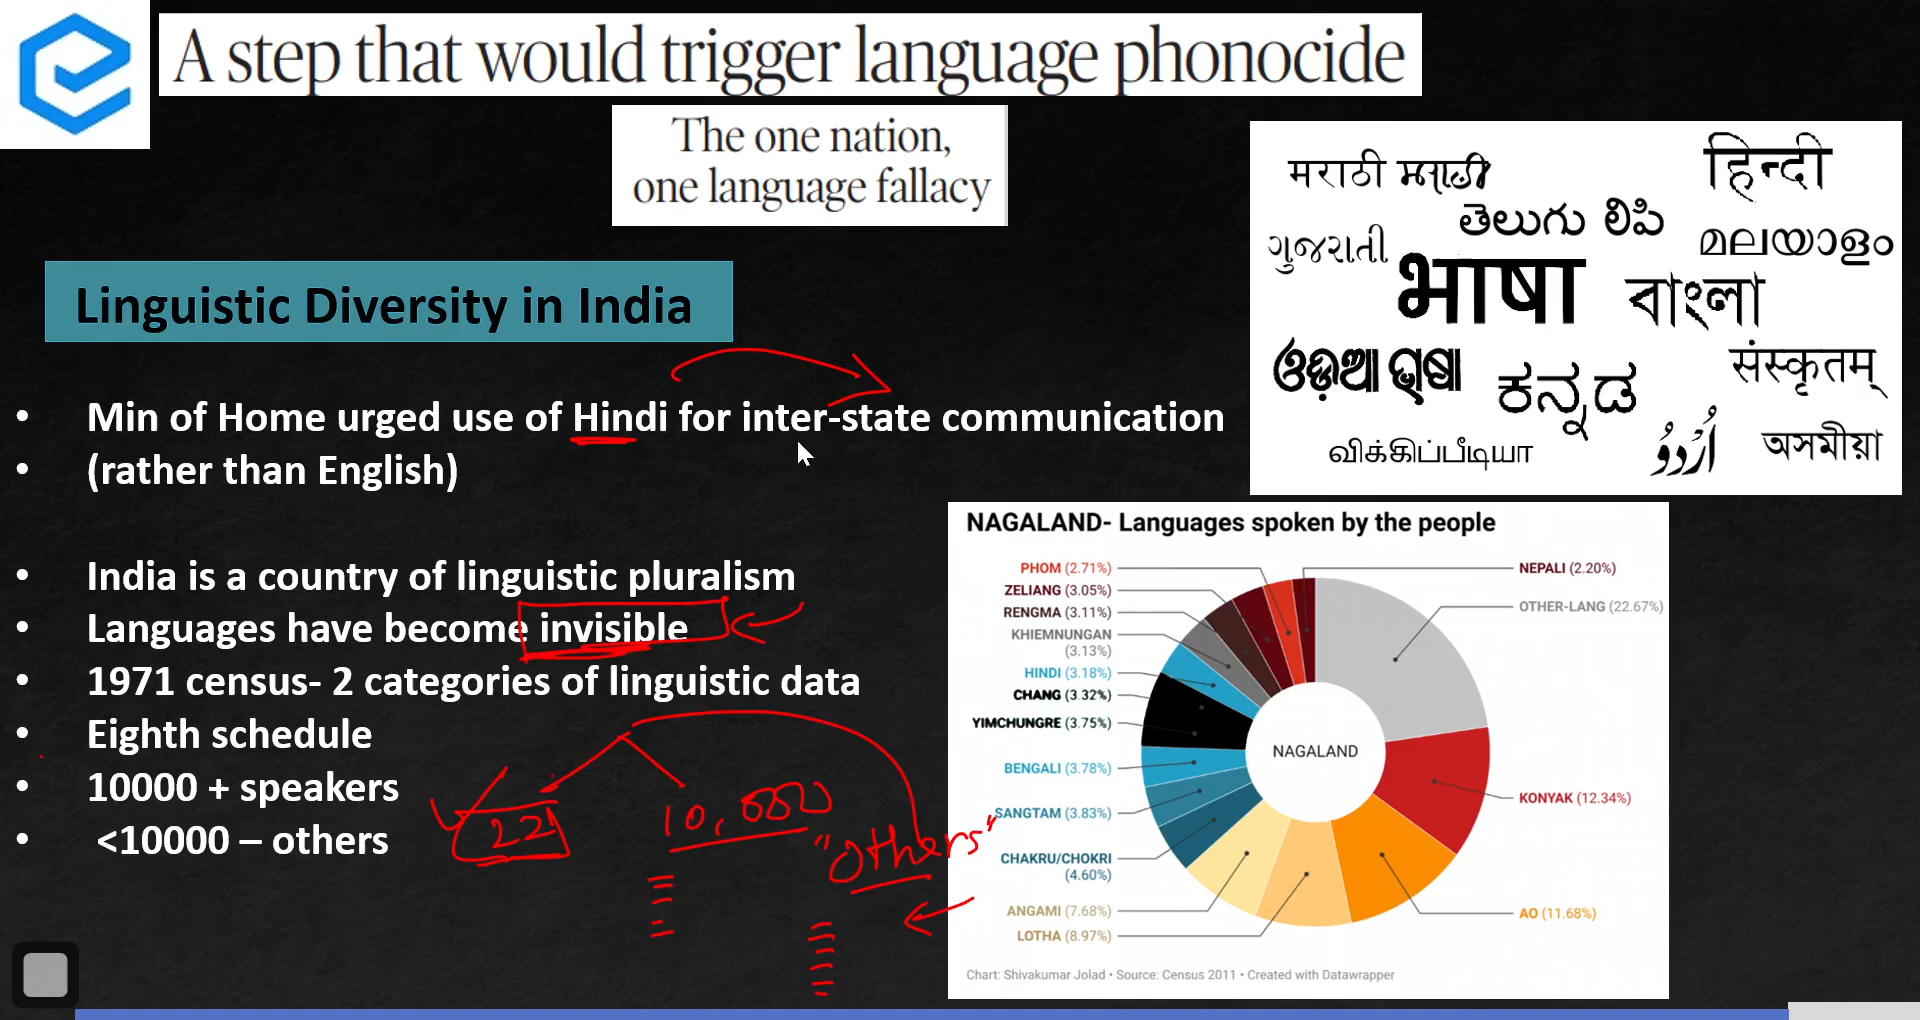 A step that would trigger language phonocide
The one nation,
one language fallacy
Linguistic Diversity in India
• Min of Home urged use of Hindi for inter-state communication
• (rather than English)
• India is a country of linguistic pluralism
• Languages have become invisible
• 1971 census- 2 categories of linguistic data
• Eighth schedule
• 10000 + speakers
• <10000 – others
22
10,000
"Others"
मराठी मराठी
हिन्दी
తెలుగు లిపి
ગુજરાતી
മലയാളം
भाषा
বাংলা
ଓଡ଼ିଆ ଭାଷା
ಕನ್ನಡ
संस्कृतम्
விக்கிப்பீடியா
اُردُو
অসমীয়া
NAGALAND- Languages spoken by the people
PHOM (2.71%)
NEPALI (2.20%)
ZELIANG (3.05%)
OTHER-LANG (22.67%)
RENGMA (3.11%)
KHIEMNUNGAN
(3.13%)
HINDI (3.18%)
CHANG (3.32%)
YIMCHUNGRE (3.75%)
NAGALAND
BENGALI (3.78%)
KONYAK (12.34%)
SANGTAM (3.83%)
CHAKRU/CHOKRI
(4.60%)
ANGAMI (7.68%)
AO (11.68%)
LOTHA (8.97%)
Chart: Shivakumar Jolad • Source: Census 2011 • Created with Datawrapper